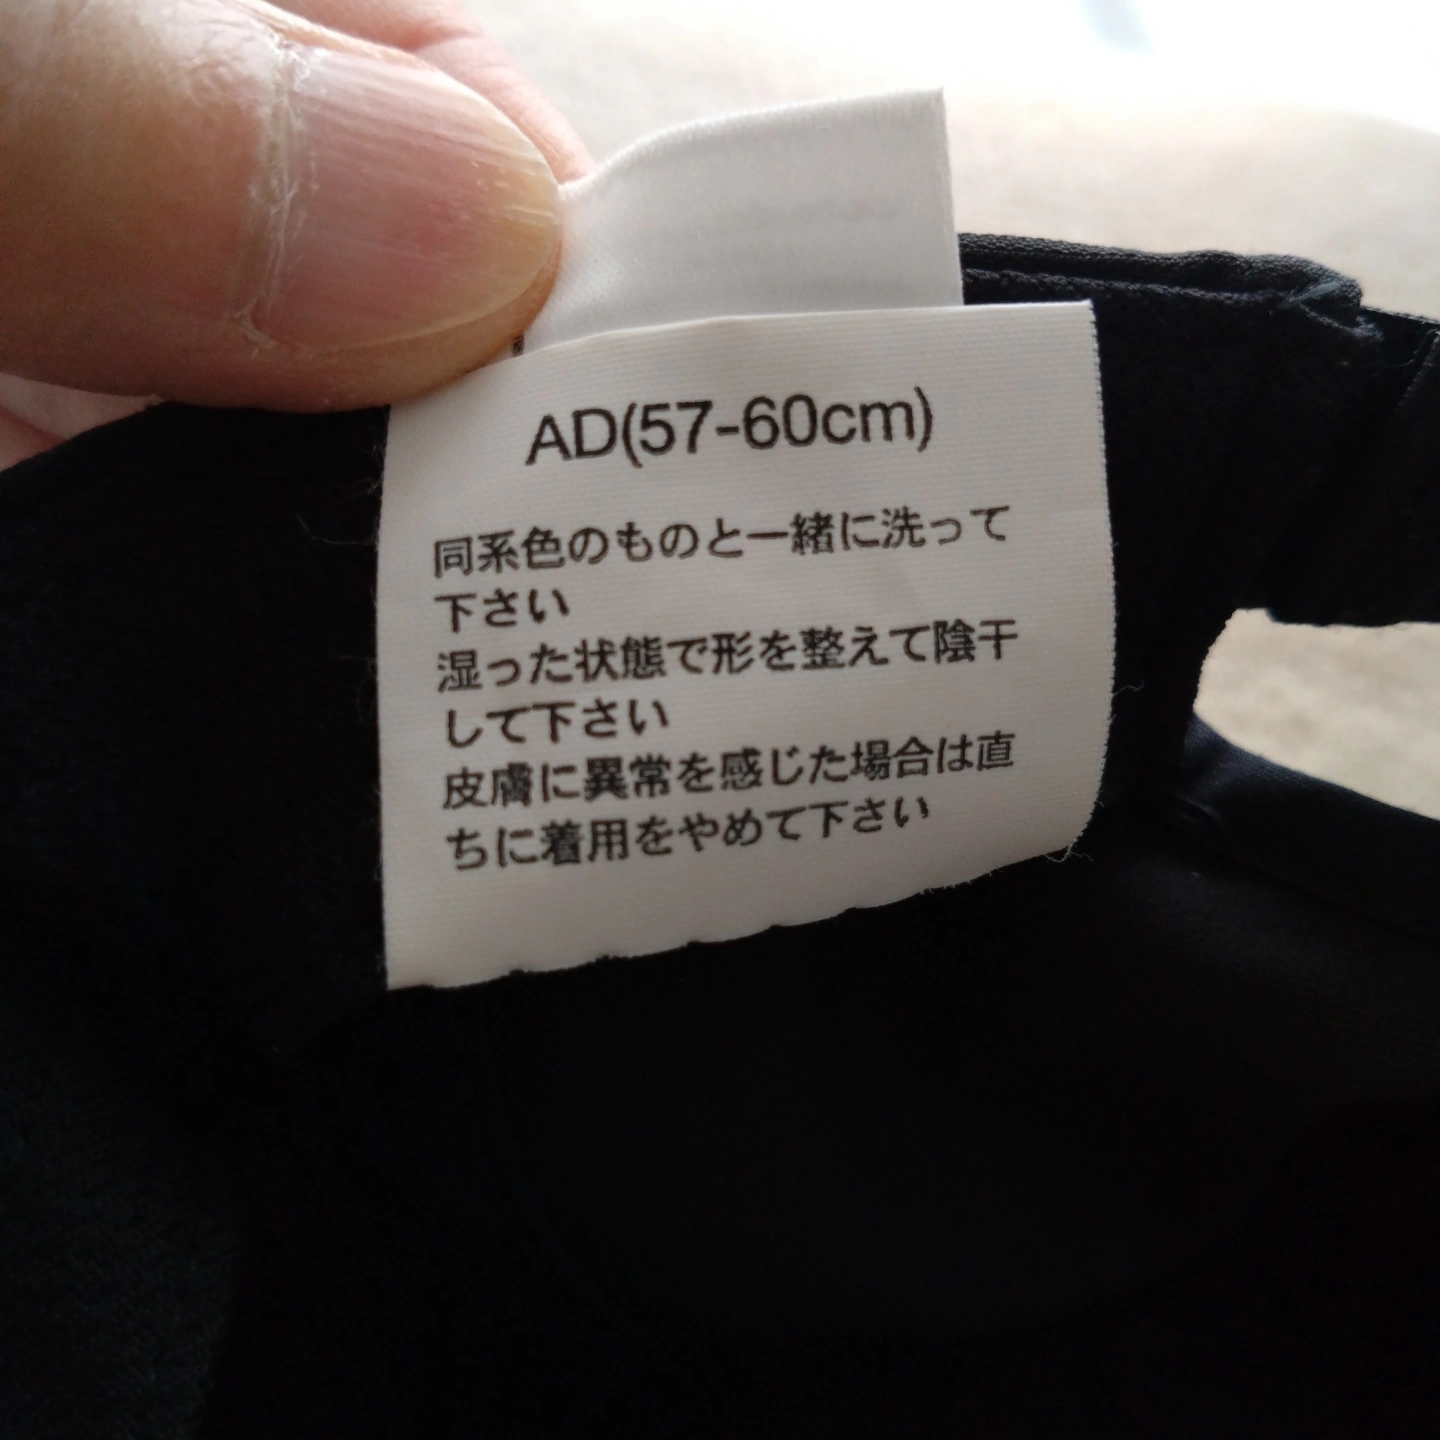 AD(57-60cm)
同系色のものと一緒に洗って
下さい
湿った状態で形を整えて陰干
して下さい
皮膚に異常を感じた場合は直
ちに着用をやめて下さい